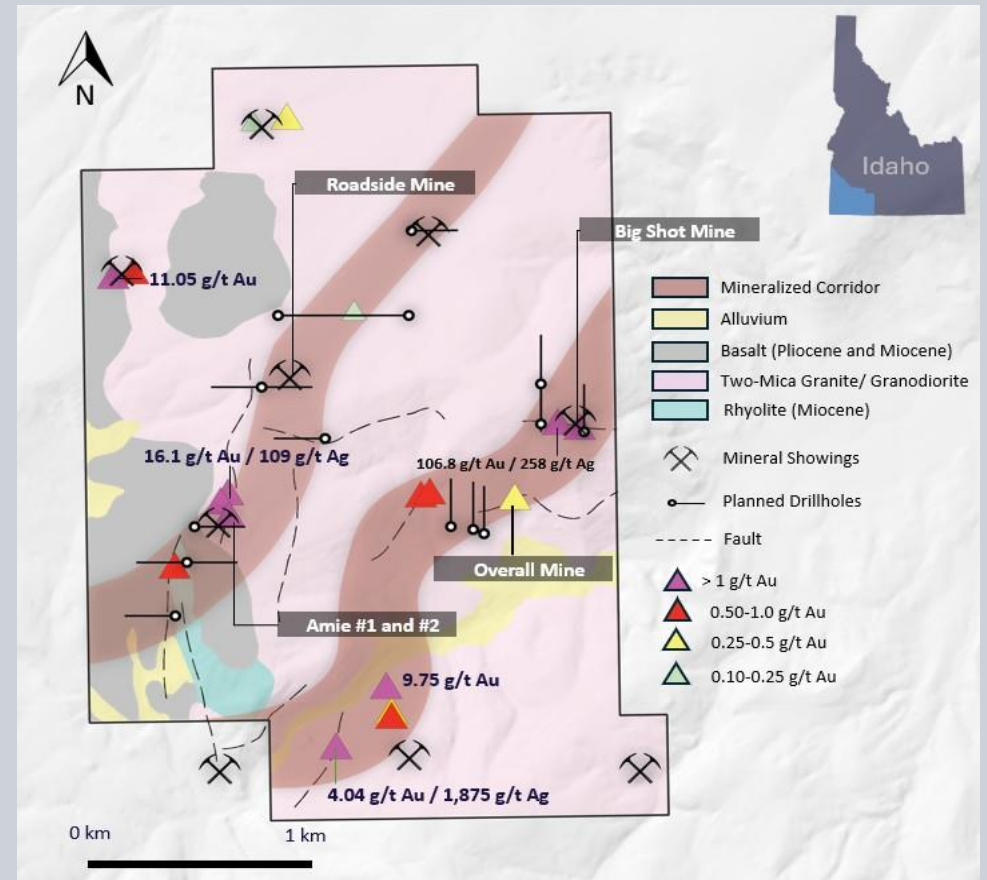 N
Idaho
Roadside Mine
Big Shot Mine
11.05 g/t Au
Mineralized Corridor
Alluvium
Basalt (Pliocene and Miocene)
Two-Mica Granite/ Granodiorite
Rhyolite (Miocene)
16.1 g/t Au / 109 g/t Ag
106.8 g/t Au / 258 g/t Ag
Mineral Showings
Planned Drillholes
Fault
Overall Mine
> 1 g/t Au
0.50-1.0 g/t Au
Amie #1 and #2
0.25-0.5 g/t Au
0.10-0.25 g/t Au
9.75 g/t Au
4.04 g/t Au / 1,875 g/t Ag
0 km
1 km